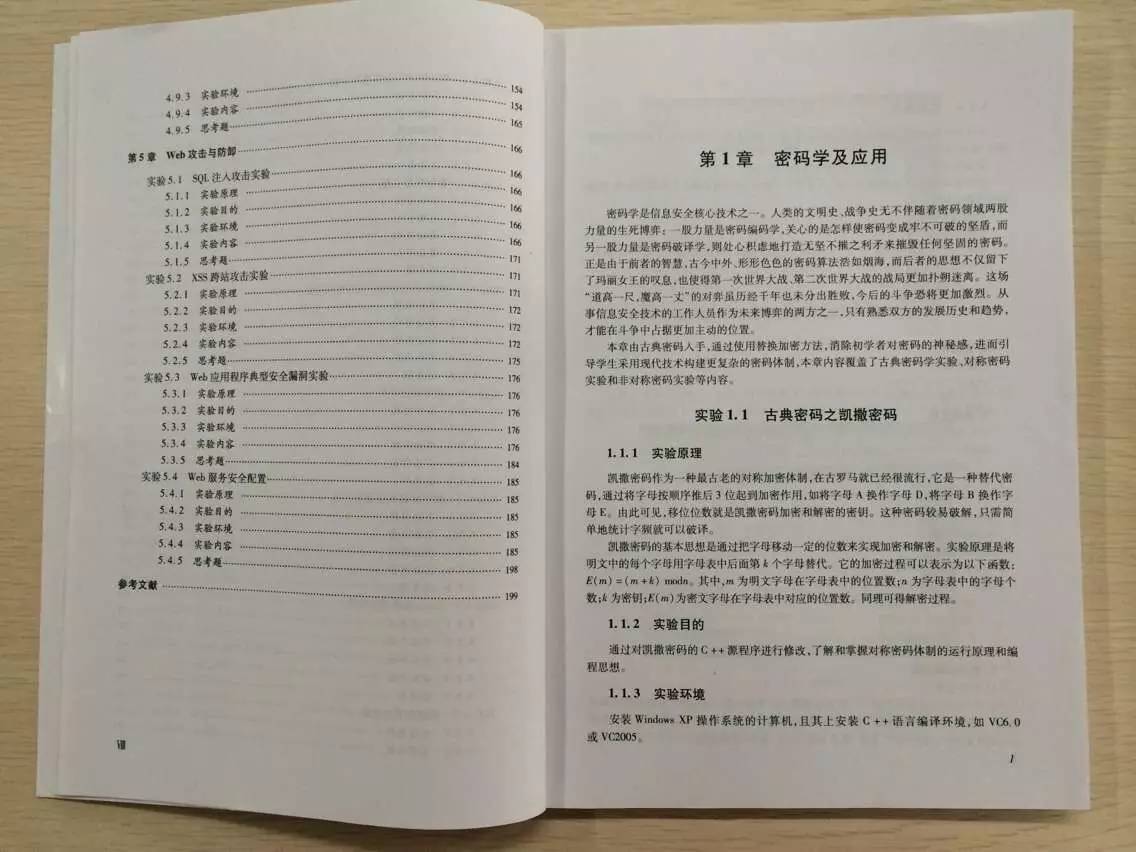 4.9.3 实验环境 …… 154
4.9.4 实验内容 …… 154
4.9.5 思考题 …… 165
第5章 Web攻击与防御 …… 166
实验5.1 SQL注入攻击实验 …… 166
5.1.1 实验原理 …… 166
5.1.2 实验目的 …… 166
5.1.3 实验环境 …… 166
5.1.4 实验内容 …… 166
5.1.5 思考题 …… 171
实验5.2 XSS跨站攻击实验 …… 171
5.2.1 实验原理 …… 171
5.2.2 实验目的 …… 172
5.2.3 实验环境 …… 172
5.2.4 实验内容 …… 172
5.2.5 思考题 …… 175
实验5.3 Web应用程序典型安全漏洞实验 …… 176
5.3.1 实验原理 …… 176
5.3.2 实验目的 …… 176
5.3.3 实验环境 …… 176
5.3.4 实验内容 …… 176
5.3.5 思考题 …… 184
实验5.4 Web服务安全配置 …… 185
5.4.1 实验原理 …… 185
5.4.2 实验目的 …… 185
5.4.3 实验环境 …… 185
5.4.4 实验内容 …… 185
5.4.5 思考题 …… 198
参考文献 …… 199
Ⅷ
第1章 密码学及应用
密码学是信息安全核心技术之一。人类的文明史、战争史无不伴随着密码领域两股
力量的生死博弈:一股力量是密码编码学,关心的是怎样使密码变成牢不可破的坚盾,而
另一股力量是密码破译学,则处心积虑地打造无坚不摧之利矛来摧毁任何坚固的密码。
正是由于前者的智慧,古今中外、形形色色的密码算法浩如烟海,而后者的思想不仅留下
了玛丽女王的叹息,也使得第一次世界大战、第二次世界大战的战局更加扑朔迷离。这场
“道高一尺,魔高一丈”的对弈虽历经千年也未分出胜败,今后的斗争恐将更加激烈。从
事信息安全技术的工作人员作为未来博弈的两方之一,只有熟悉双方的发展历史和趋势,
才能在斗争中占据更加主动的位置。
本章由古典密码入手,通过使用替换加密方法,消除初学者对密码的神秘感,进而引
导学生采用现代技术构建更复杂的密码体制,本章内容覆盖了古典密码学实验、对称密码
实验和非对称密码实验等内容。
实验1.1 古典密码之凯撒密码
1.1.1 实验原理
凯撒密码作为一种最古老的对称加密体制,在古罗马就已经很流行,它是一种替代密
码,通过将字母按顺序推后3位起到加密作用,如将字母A换作字母D,将字母B换作字
母E。由此可见,移位位数就是凯撒密码加密和解密的密钥。这种密码较易破解,只需简
单地统计字频就可以破译。
凯撒密码的基本思想是通过把字母移动一定的位数来实现加密和解密。实验原理是将
明文中的每个字母用字母表中后面第k个字母替代。它的加密过程可以表示为以下函数:
E(m)=(m+k) modn。其中,m为明文字母在字母表中的位置数;n为字母表中的字母个
数;k为密钥;E(m)为密文字母在字母表中对应的位置数。同理可得解密过程。
1.1.2 实验目的
通过对凯撒密码的C++源程序进行修改,了解和掌握对称密码体制的运行原理和编
程思想。
1.1.3 实验环境
安装Windows XP操作系统的计算机,且其上安装C++语言编译环境,如VC6.0
或VC2005。
1